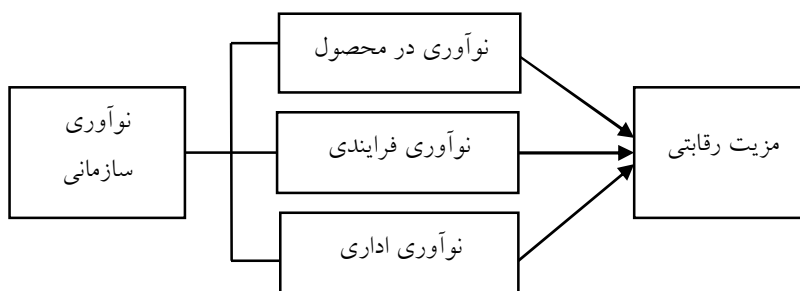 نوآوری در محصول
نوآوری
سازمانی
نوآوری فرایندی
مزیت رقابتی
نوآوری اداری